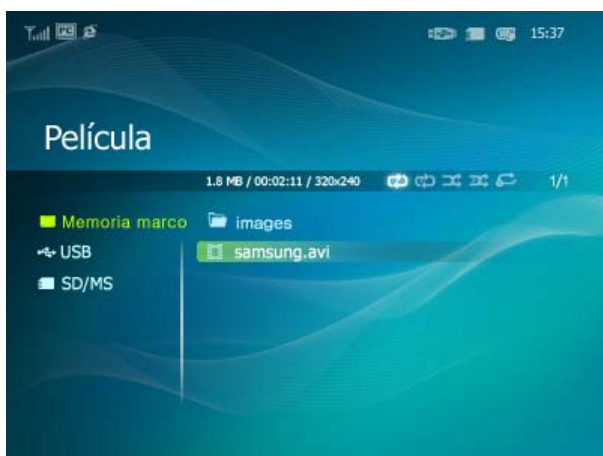 15:37
Película
1.8 MB / 00:02:11 / 320x240 1/1
Memoria marco
images
USB
samsung.avi
SD/MS